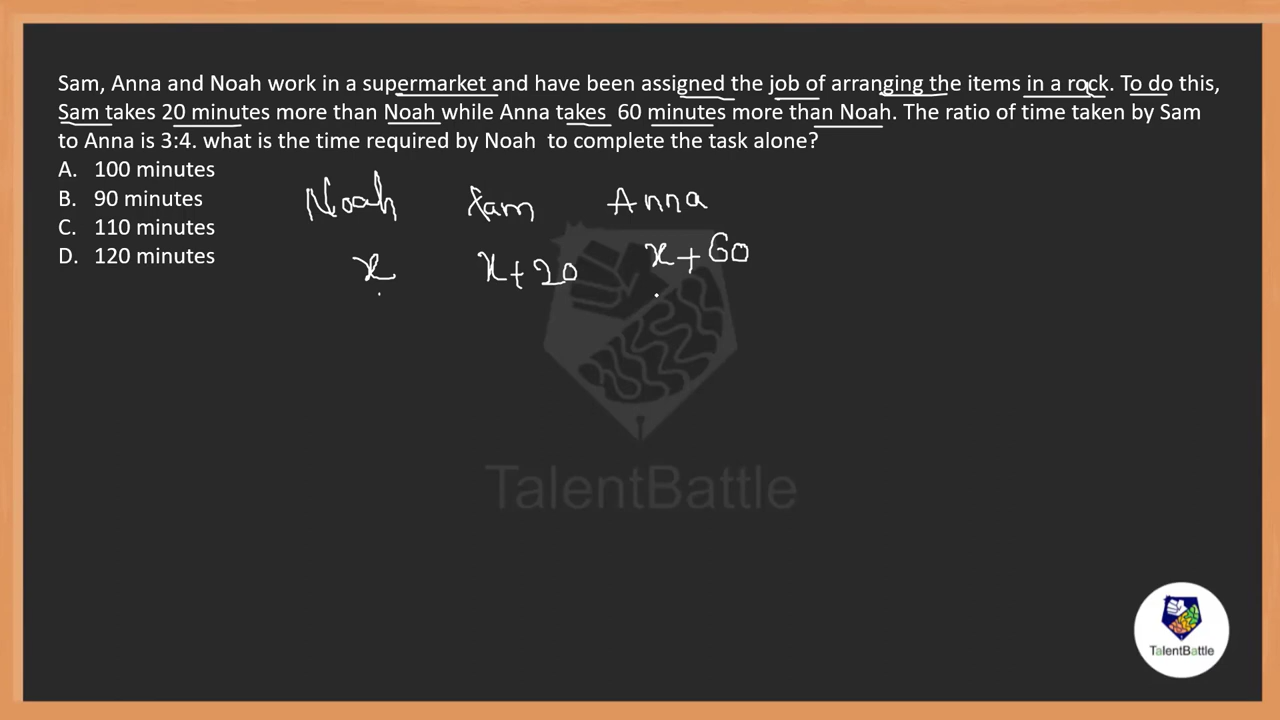 Sam, Anna and Noah work in a supermarket and have been assigned the job of arranging the items in a rock. To do this,
Sam takes 20 minutes more than Noah while Anna takes 60 minutes more than Noah. The ratio of time taken by Sam
to Anna is 3:4. what is the time required by Noah to complete the task alone?
A. 100 minutes
B. 90 minutes
C. 110 minutes
D. 120 minutes
Noah Sam Anna
x x+20 x+60
TalentBattle
TalentBattle